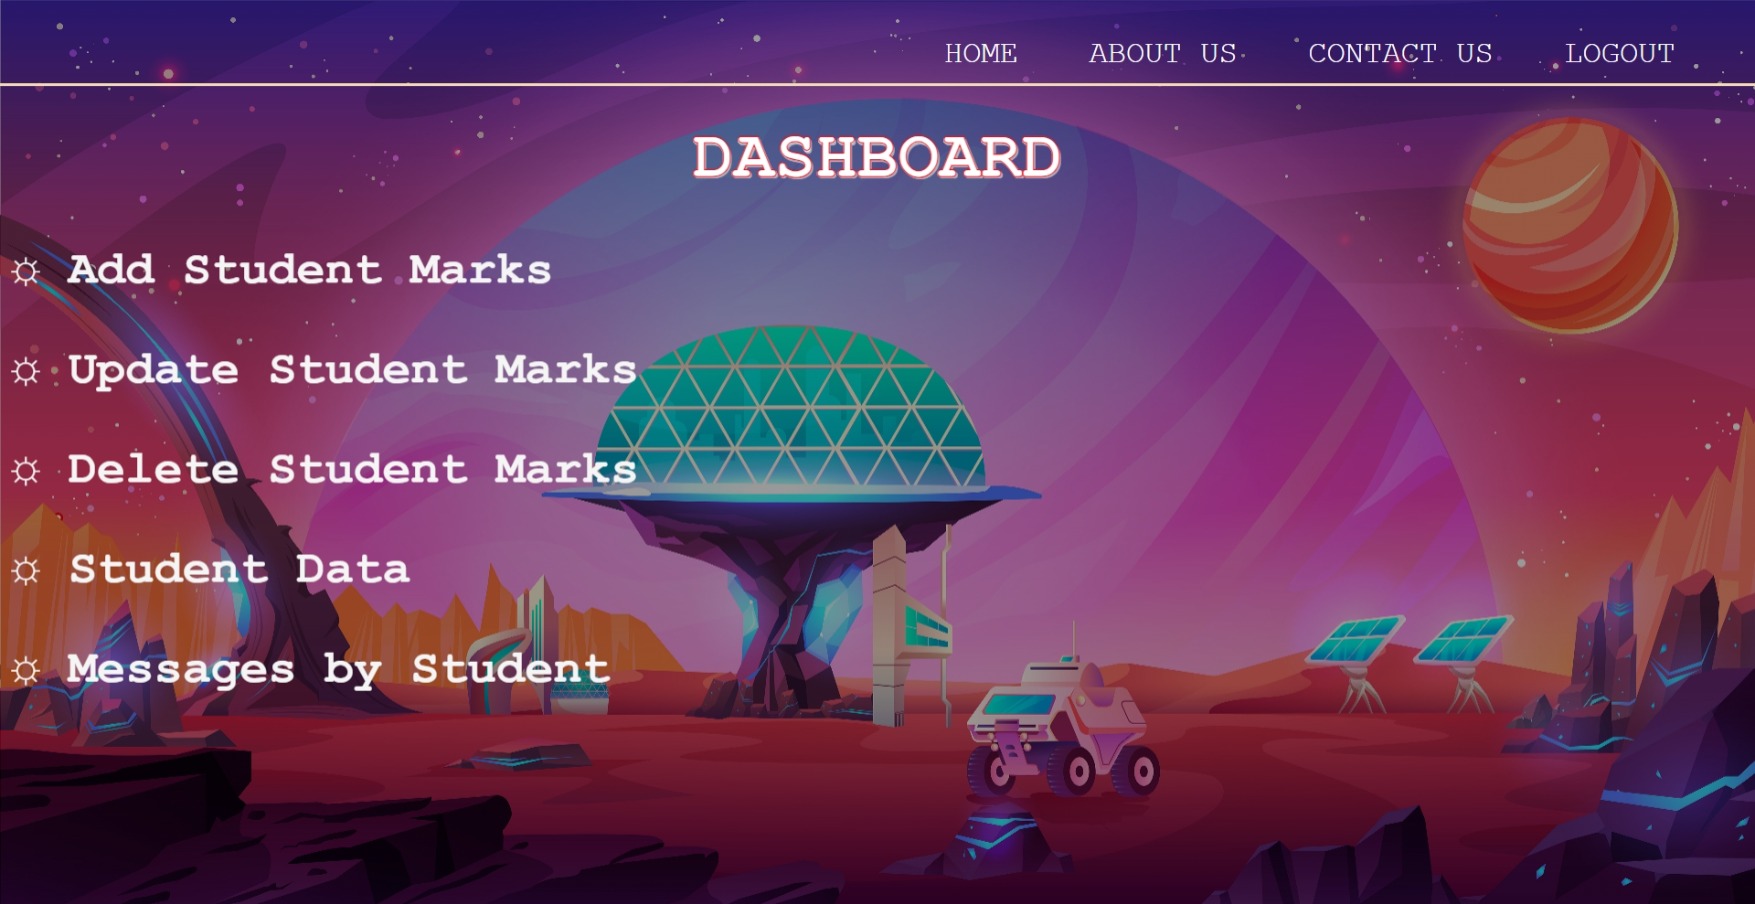 HOME ABOUT US CONTACT US LOGOUT
DASHBOARD
☼ Add Student Marks
☼ Update Student Marks
☼ Delete Student Marks
☼ Student Data
☼ Messages by Student